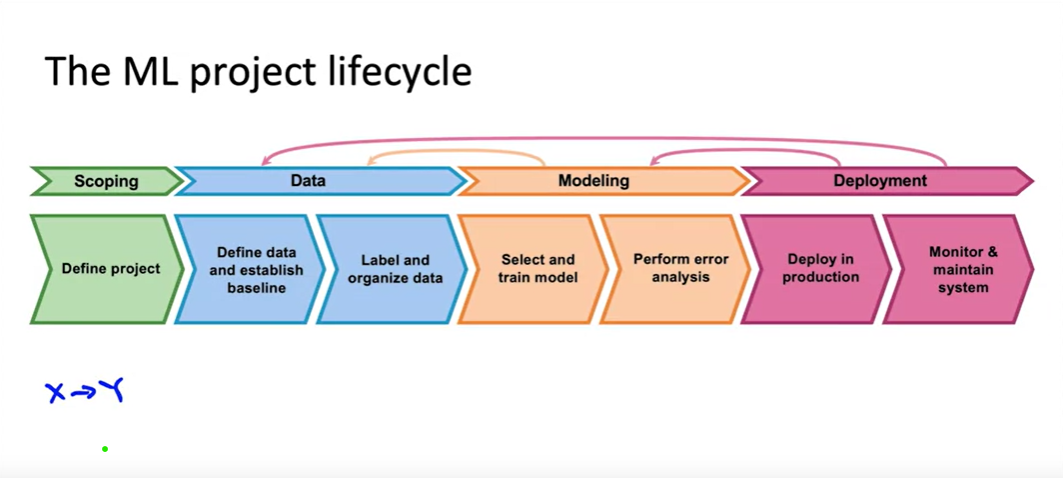 The ML project lifecycle
Scoping
Data
Modeling
Deployment
Define project
Define data
and establish
baseline
Label and
organize data
Select and
train model
Perform error
analysis
Deploy in
production
Monitor &
maintain
system
X → Y